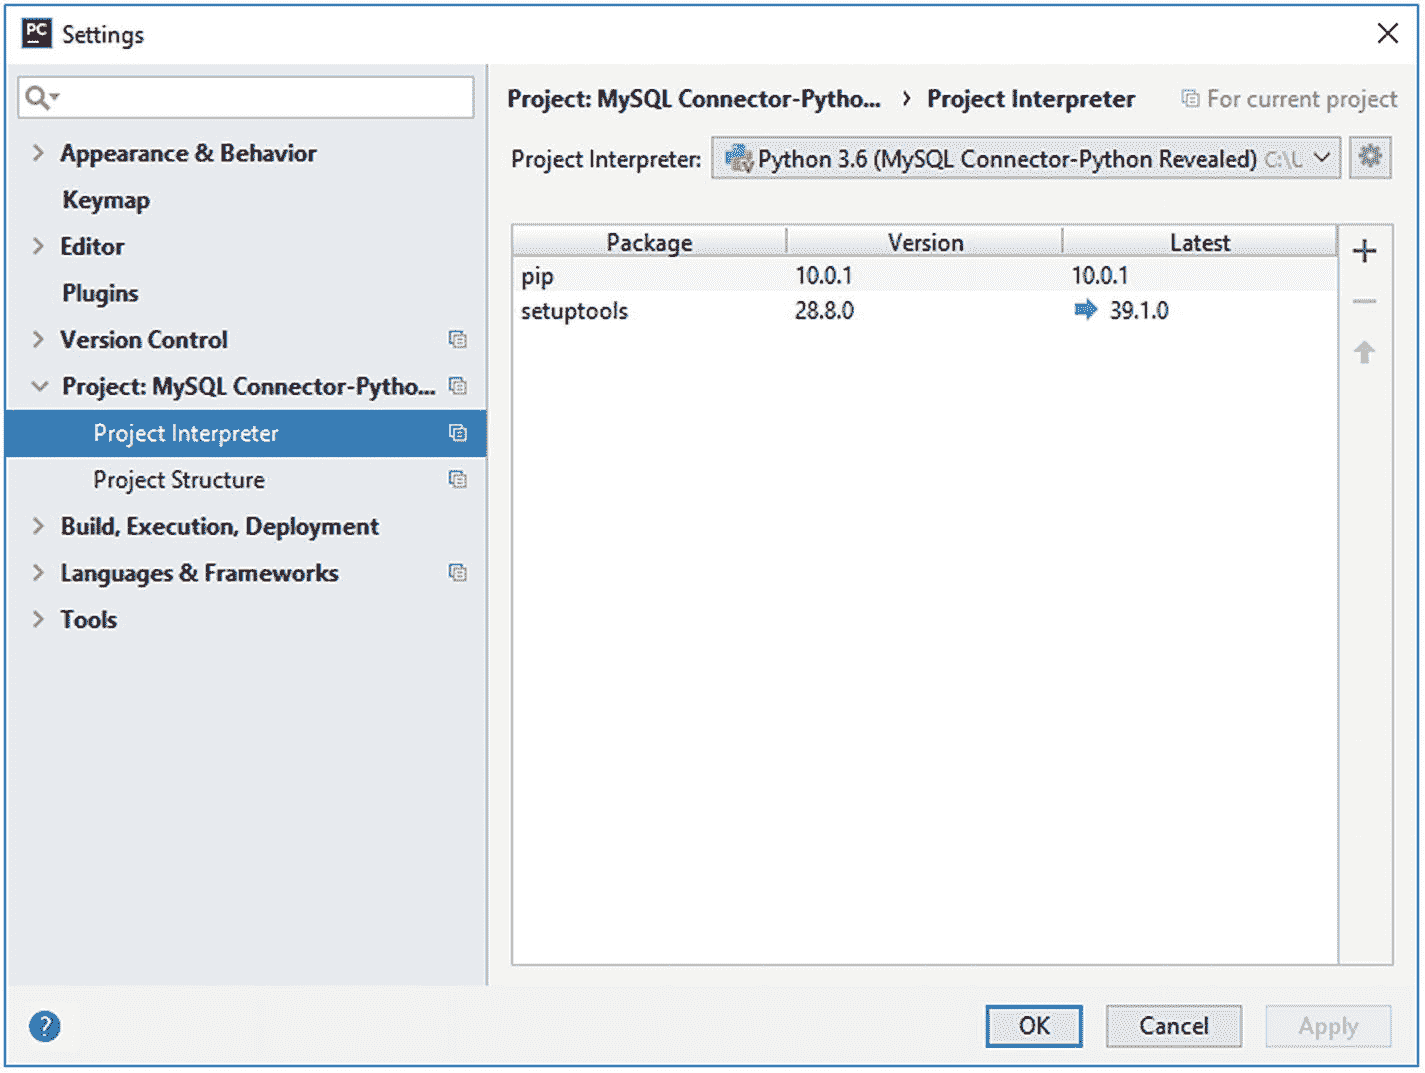 PC Settings
Appearance & Behavior
Keymap
Editor
Plugins
Version Control
Project: MySQL Connector-Pytho...
Project Interpreter
Project Structure
Build, Execution, Deployment
Languages & Frameworks
Tools
Project: MySQL Connector-Pytho... › Project Interpreter For current project
Project Interpreter: Python 3.6 (MySQL Connector-Python Revealed) C:\U
Package Version Latest
pip 10.0.1 10.0.1
setuptools 28.8.0 39.1.0
? OK Cancel Apply